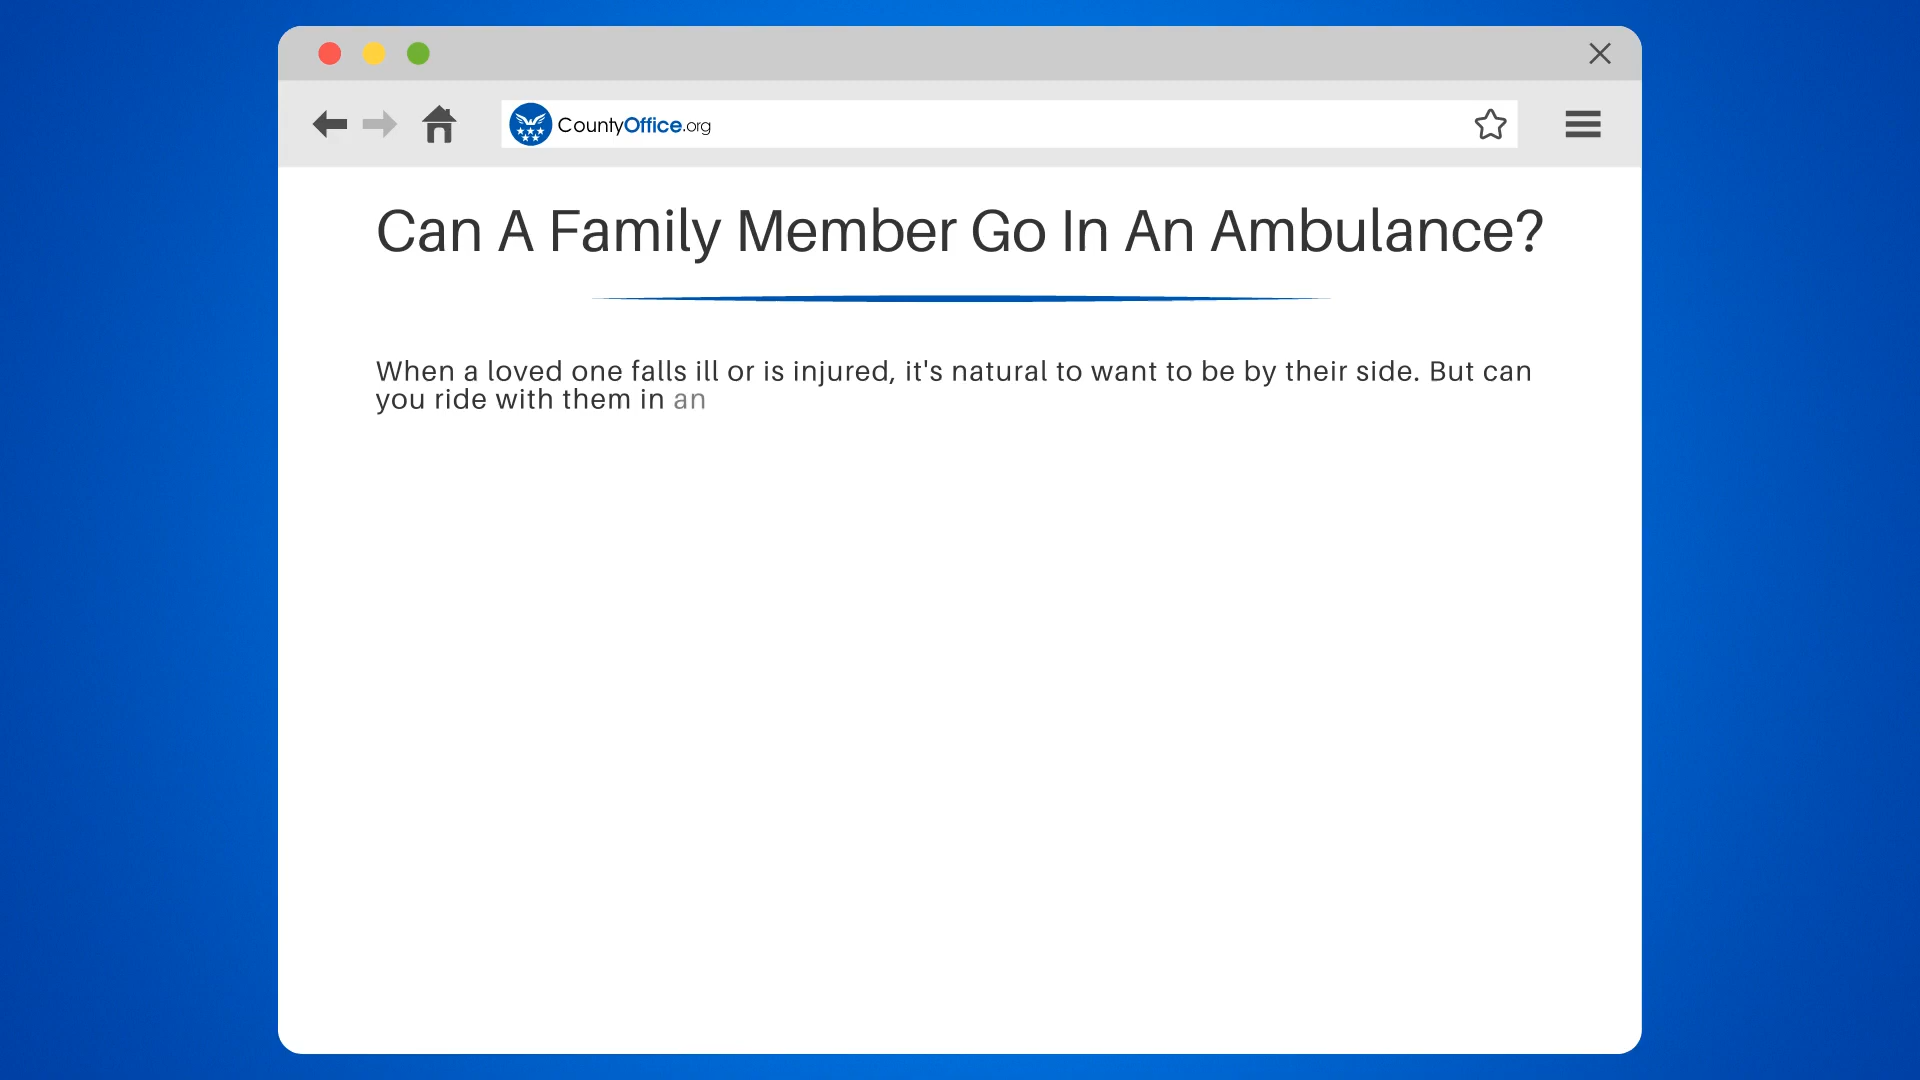 CountyOffice.org
Can A Family Member Go In An Ambulance?
When a loved one falls ill or is injured, it's natural to want to be by their side. But can
you ride with them in an